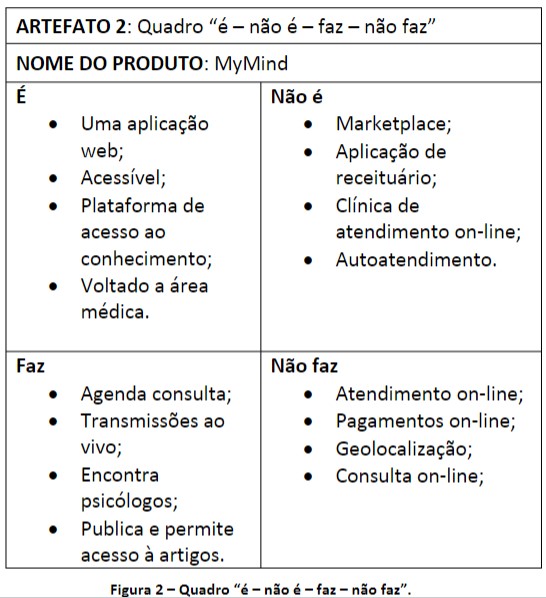 ARTEFATO 2: Quadro “é – não é – faz – não faz”
NOME DO PRODUTO: MyMind
É
• Uma aplicação
web;
• Acessível;
• Plataforma de
acesso ao
conhecimento;
• Voltado a área
médica.
Não é
• Marketplace;
• Aplicação de
receituário;
• Clínica de
atendimento on-line;
• Autoatendimento.
Faz
• Agenda consulta;
• Transmissões ao
vivo;
• Encontra
psicólogos;
• Publica e permite
acesso à artigos.
Não faz
• Atendimento on-line;
• Pagamentos on-line;
• Geolocalização;
• Consulta on-line;
Figura 2 – Quadro “é – não é – faz – não faz”.